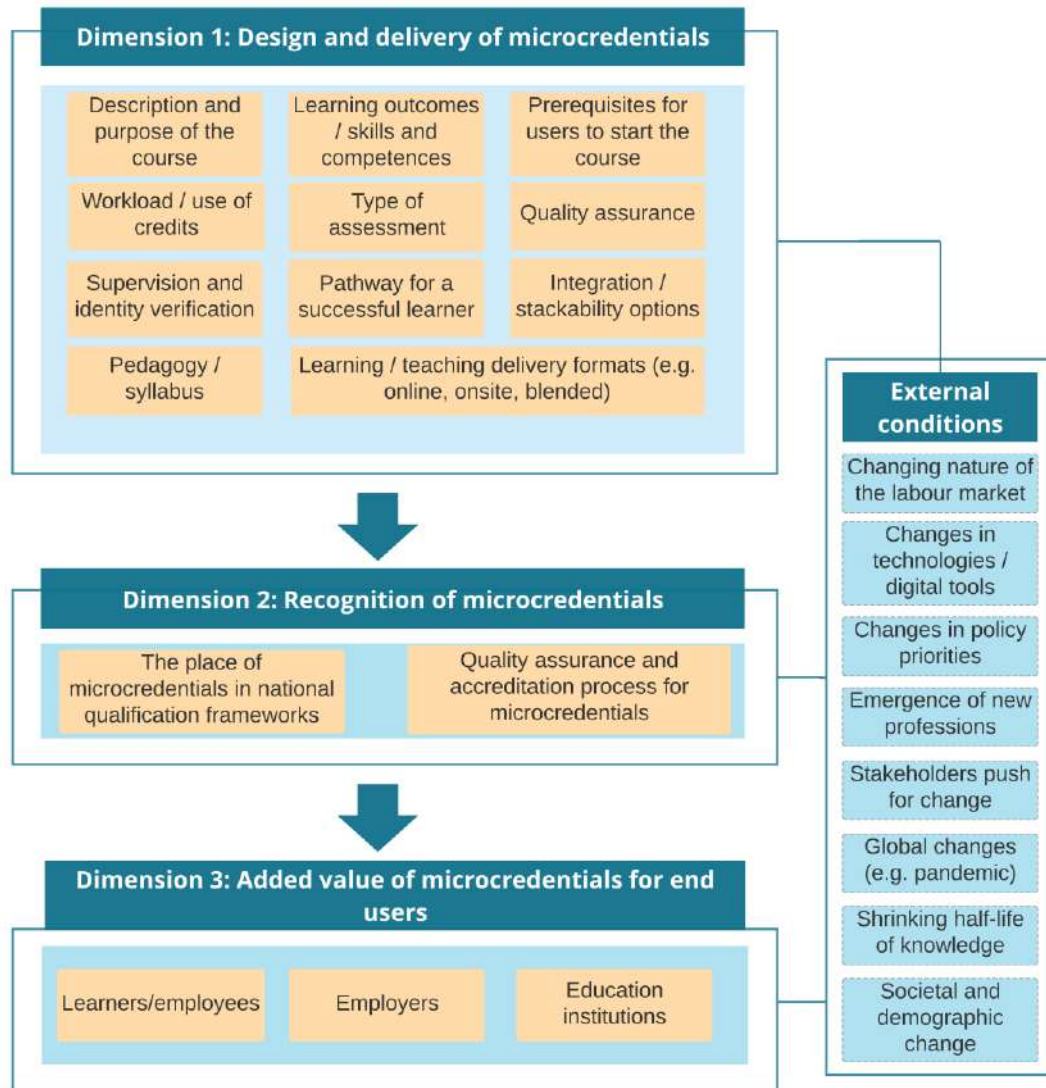 Dimension 1: Design and delivery of microcredentials
Description and
purpose of the
course
Learning outcomes
/ skills and
competences
Prerequisites for
users to start the
course
Workload / use of
credits
Type of
assessment
Quality assurance
Supervision and
identity verification
Pathway for a
successful learner
Integration /
stackability options
Pedagogy /
syllabus
Learning / teaching delivery formats (e.g.
online, onsite, blended)
Dimension 2: Recognition of microcredentials
The place of
microcredentials in national
qualification frameworks
Quality assurance and
accreditation process for
microcredentials
Dimension 3: Added value of microcredentials for end
users
Learners/employees
Employers
Education
institutions
External
conditions
Changing nature of
the labour market
Changes in
technologies /
digital tools
Changes in policy
priorities
Emergence of new
professions
Stakeholders push
for change
Global changes
(e.g. pandemic)
Shrinking half-life
of knowledge
Societal and
demographic
change